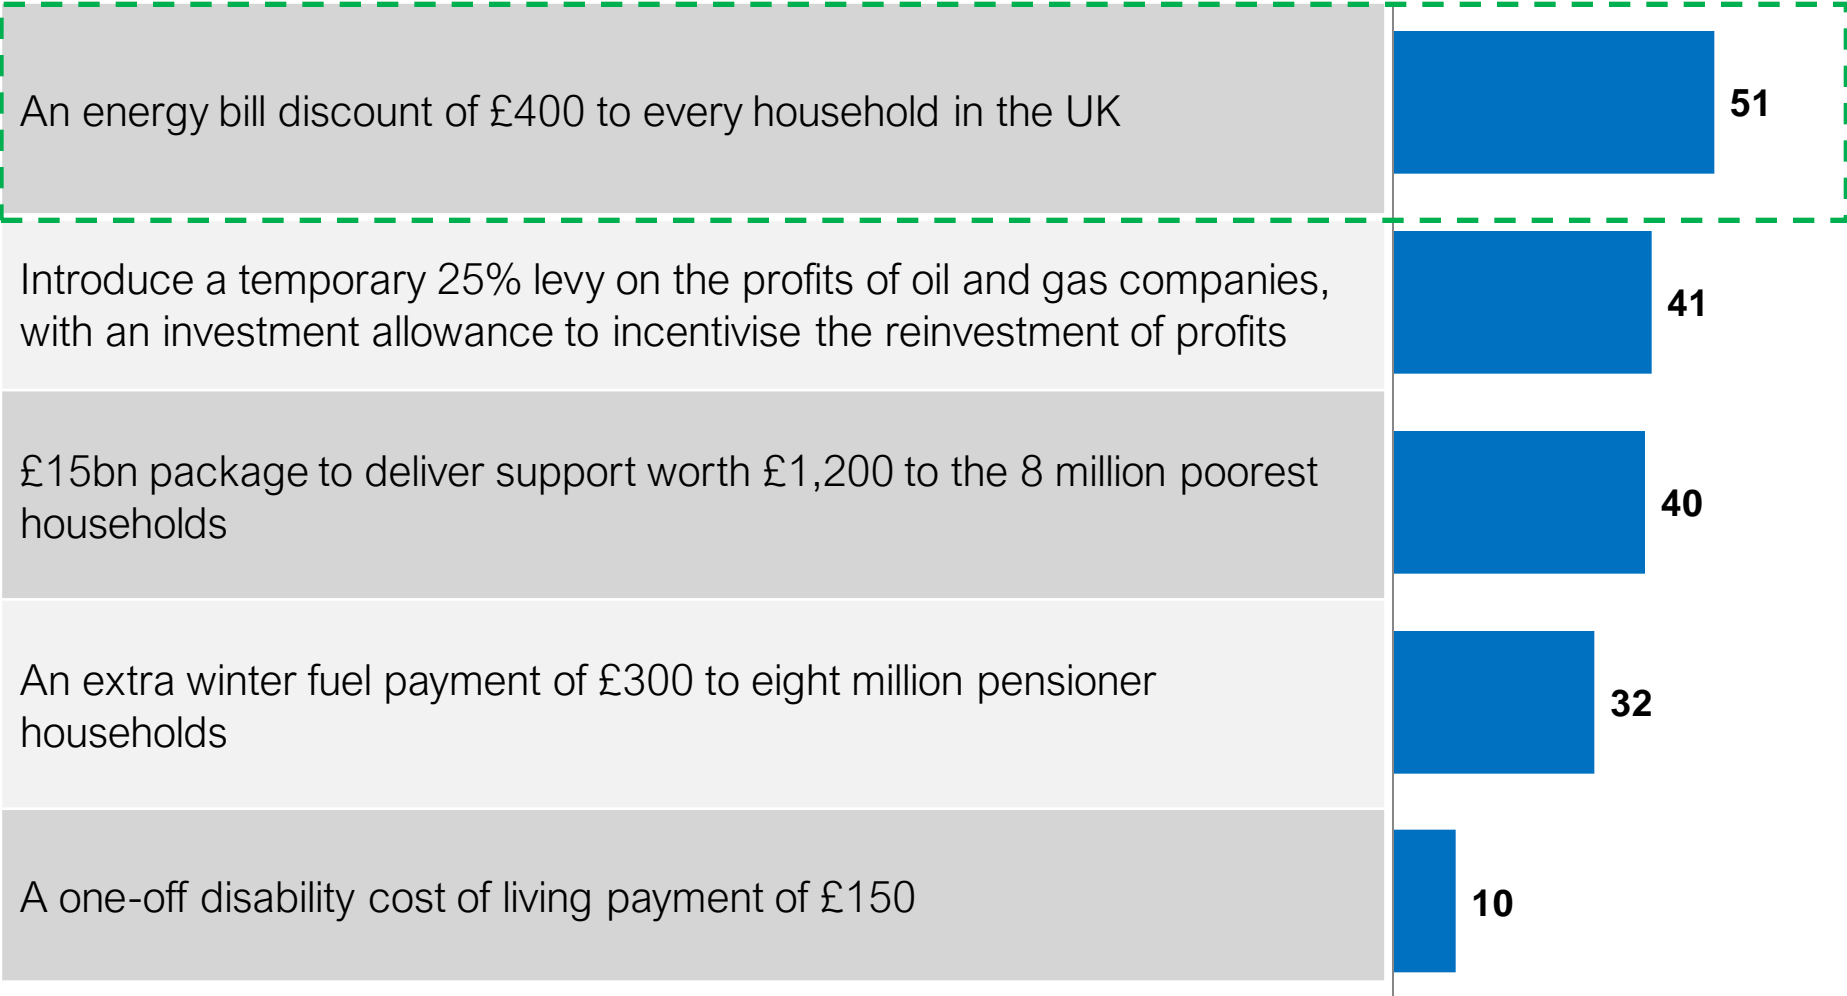 An energy bill discount of £400 to every household in the UK
51
Introduce a temporary 25% levy on the profits of oil and gas companies,
with an investment allowance to incentivise the reinvestment of profits
41
£15bn package to deliver support worth £1,200 to the 8 million poorest
households
40
An extra winter fuel payment of £300 to eight million pensioner
households
32
A one-off disability cost of living payment of £150
10